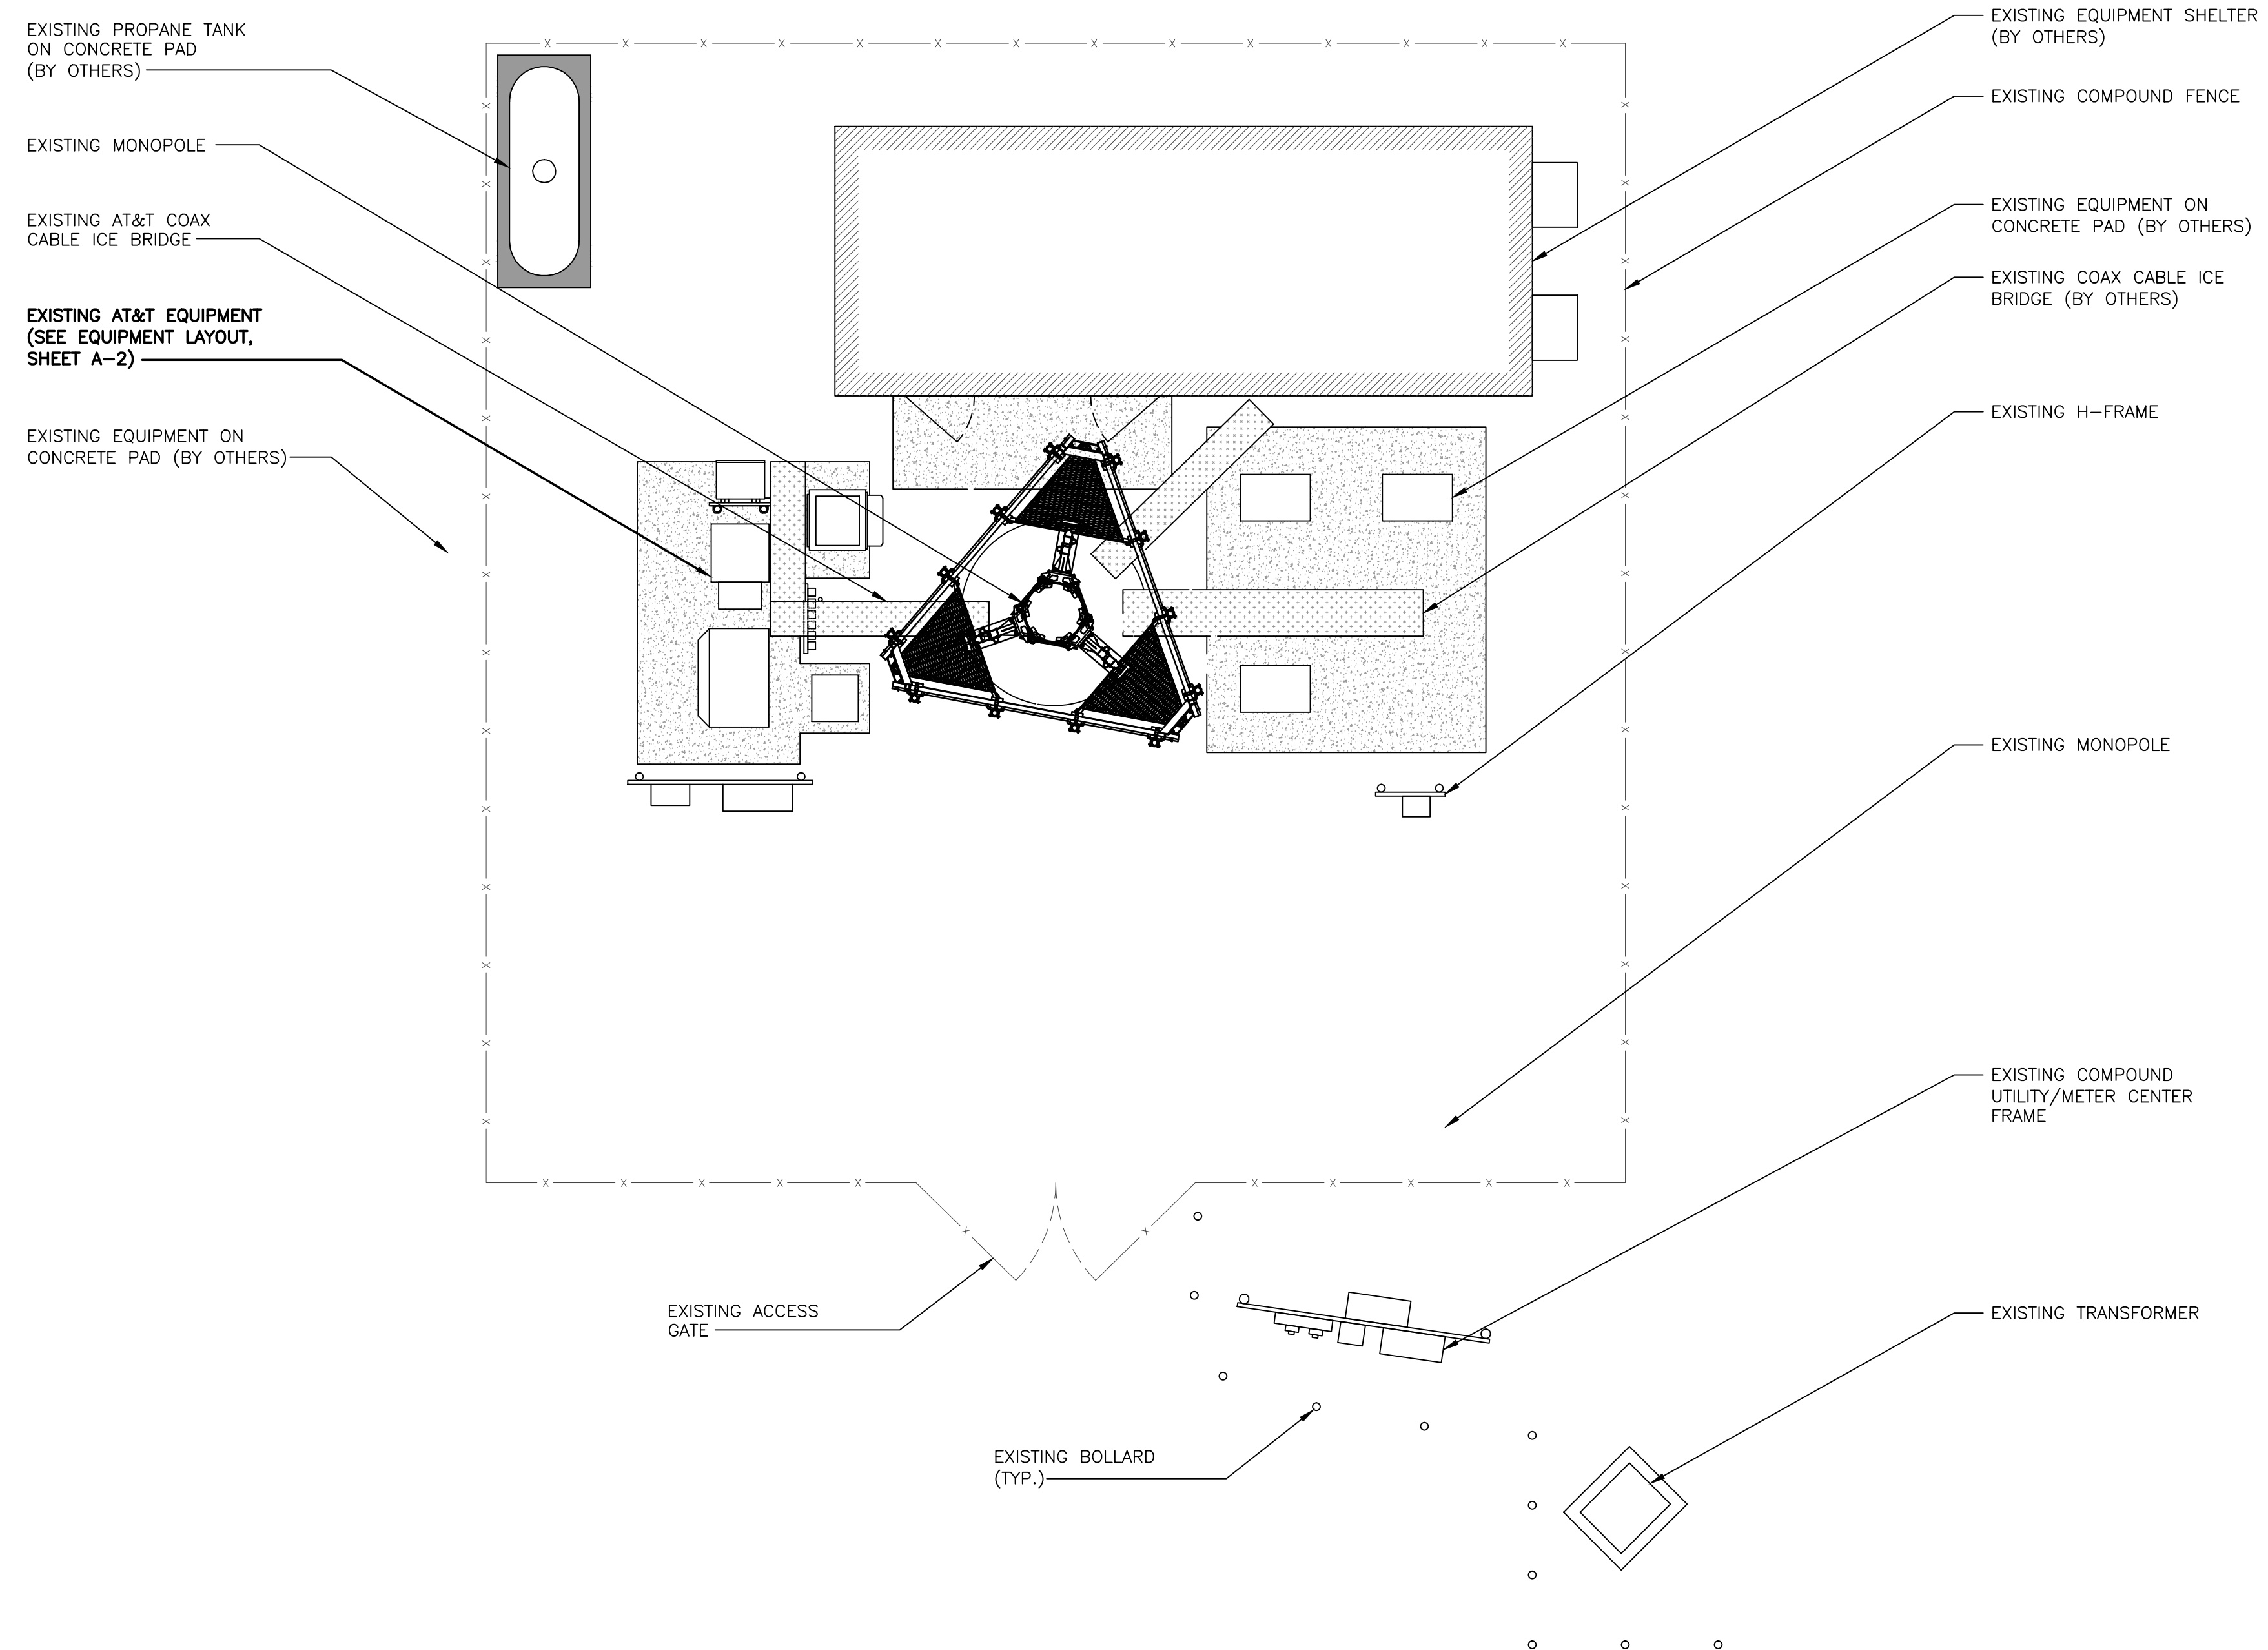 EXISTING PROPANE TANK
ON CONCRETE PAD
(BY OTHERS)
EXISTING MONOPOLE
EXISTING AT&T COAX
CABLE ICE BRIDGE
EXISTING AT&T EQUIPMENT
(SEE EQUIPMENT LAYOUT,
SHEET A-2)
EXISTING EQUIPMENT ON
CONCRETE PAD (BY OTHERS)
EXISTING EQUIPMENT SHELTER
(BY OTHERS)
EXISTING COMPOUND FENCE
EXISTING EQUIPMENT ON
CONCRETE PAD (BY OTHERS)
EXISTING COAX CABLE ICE
BRIDGE (BY OTHERS)
EXISTING H-FRAME
EXISTING MONOPOLE
EXISTING COMPOUND
UTILITY/METER CENTER
FRAME
EXISTING TRANSFORMER
EXISTING ACCESS
GATE
EXISTING BOLLARD
(TYP.)